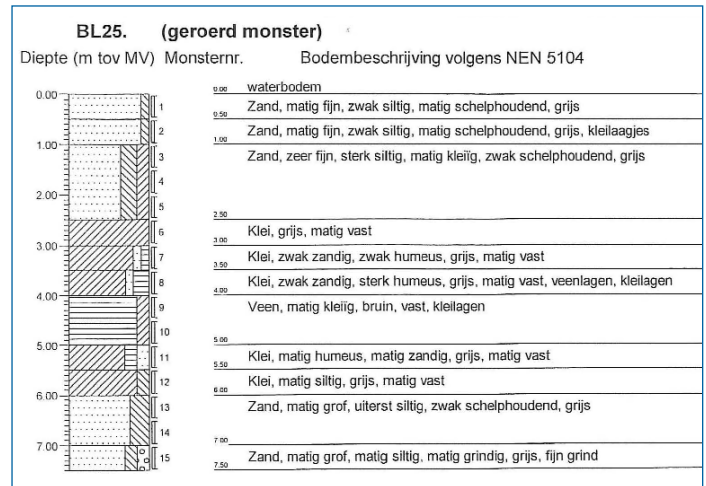 BL25. (geroerd monster)
Diepte (m tov MV) Monsternr. Bodembeschrijving volgens NEN 5104
0.00 0.00 waterbodem
1 Zand, matig fijn, zwak siltig, matig schelphoudend, grijs
0.50
2 Zand, matig fijn, zwak siltig, matig schelphoudend, grijs, kleilaagjes
1.00 1.00
3 Zand, zeer fijn, sterk siltig, matig kleiïg, zwak schelphoudend, grijs
4
2.00
5
2.50
6 Klei, grijs, matig vast
3.00 3.00
7 Klei, zwak zandig, zwak humeus, grijs, matig vast
3.50
8 Klei, zwak zandig, sterk humeus, grijs, matig vast, veenlagen, kleilagen
4.00 4.00
9 Veen, matig kleiïg, bruin, vast, kleilagen
10
5.00 5.00
11 Klei, matig humeus, matig zandig, grijs, matig vast
5.50
12 Klei, matig siltig, grijs, matig vast
6.00 6.00
13 Zand, matig grof, uiterst siltig, zwak schelphoudend, grijs
14
7.00 7.00
15 Zand, matig grof, matig siltig, matig grindig, grijs, fijn grind
7.50